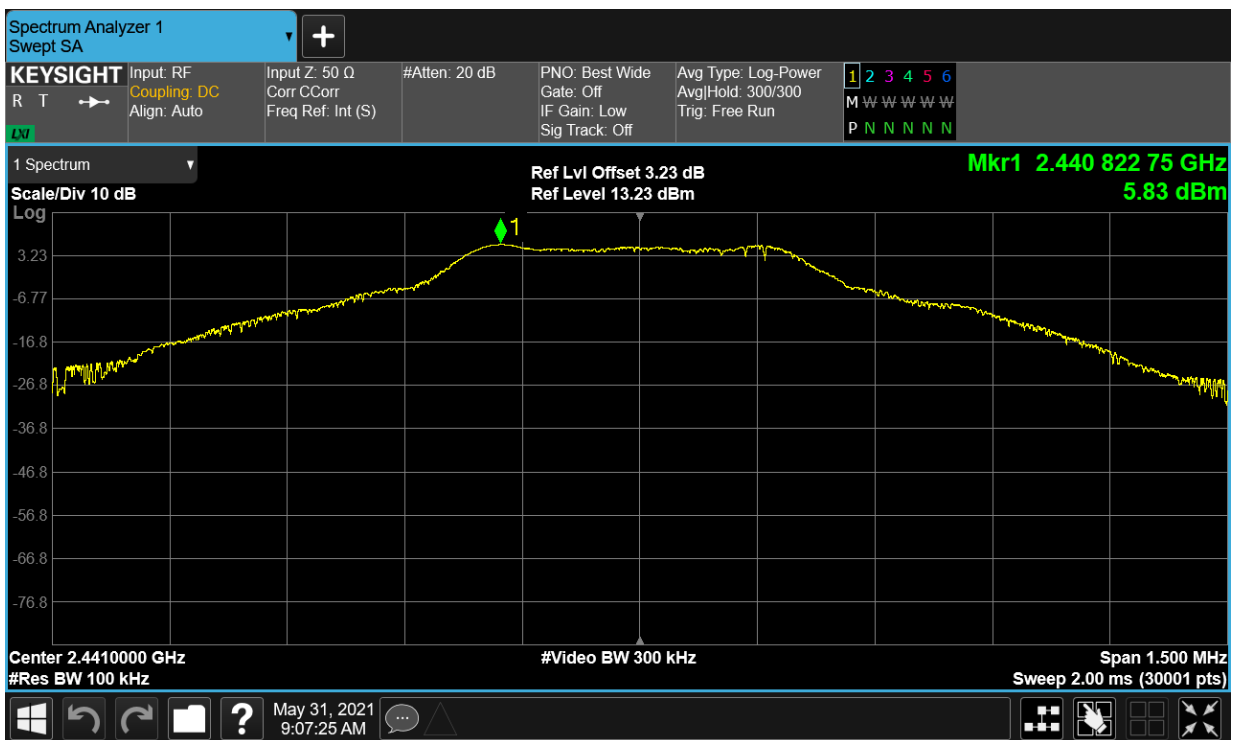 Spectrum Analyzer 1
Swept SA
KEYSIGHT
R T
LXI
Input: RF
Coupling: DC
Align: Auto
Input Z: 50 Ω
Corr CCorr
Freq Ref: Int (S)
#Atten: 20 dB
PNO: Best Wide
Gate: Off
IF Gain: Low
Sig Track: Off
Avg Type: Log-Power
Avg|Hold: 300/300
Trig: Free Run
1 2 3 4 5 6
M W W W W W
P N N N N N
1 Spectrum
Scale/Div 10 dB
Log
Ref Lvl Offset 3.23 dB
Ref Level 13.23 dBm
Mkr1 2.440 822 75 GHz
5.83 dBm
1
3.23
-6.77
-16.8
-26.8
-36.8
-46.8
-56.8
-66.8
-76.8
Center 2.4410000 GHz
#Res BW 100 kHz
#Video BW 300 kHz
Span 1.500 MHz
Sweep 2.00 ms (30001 pts)
?
May 31, 2021
9:07:25 AM